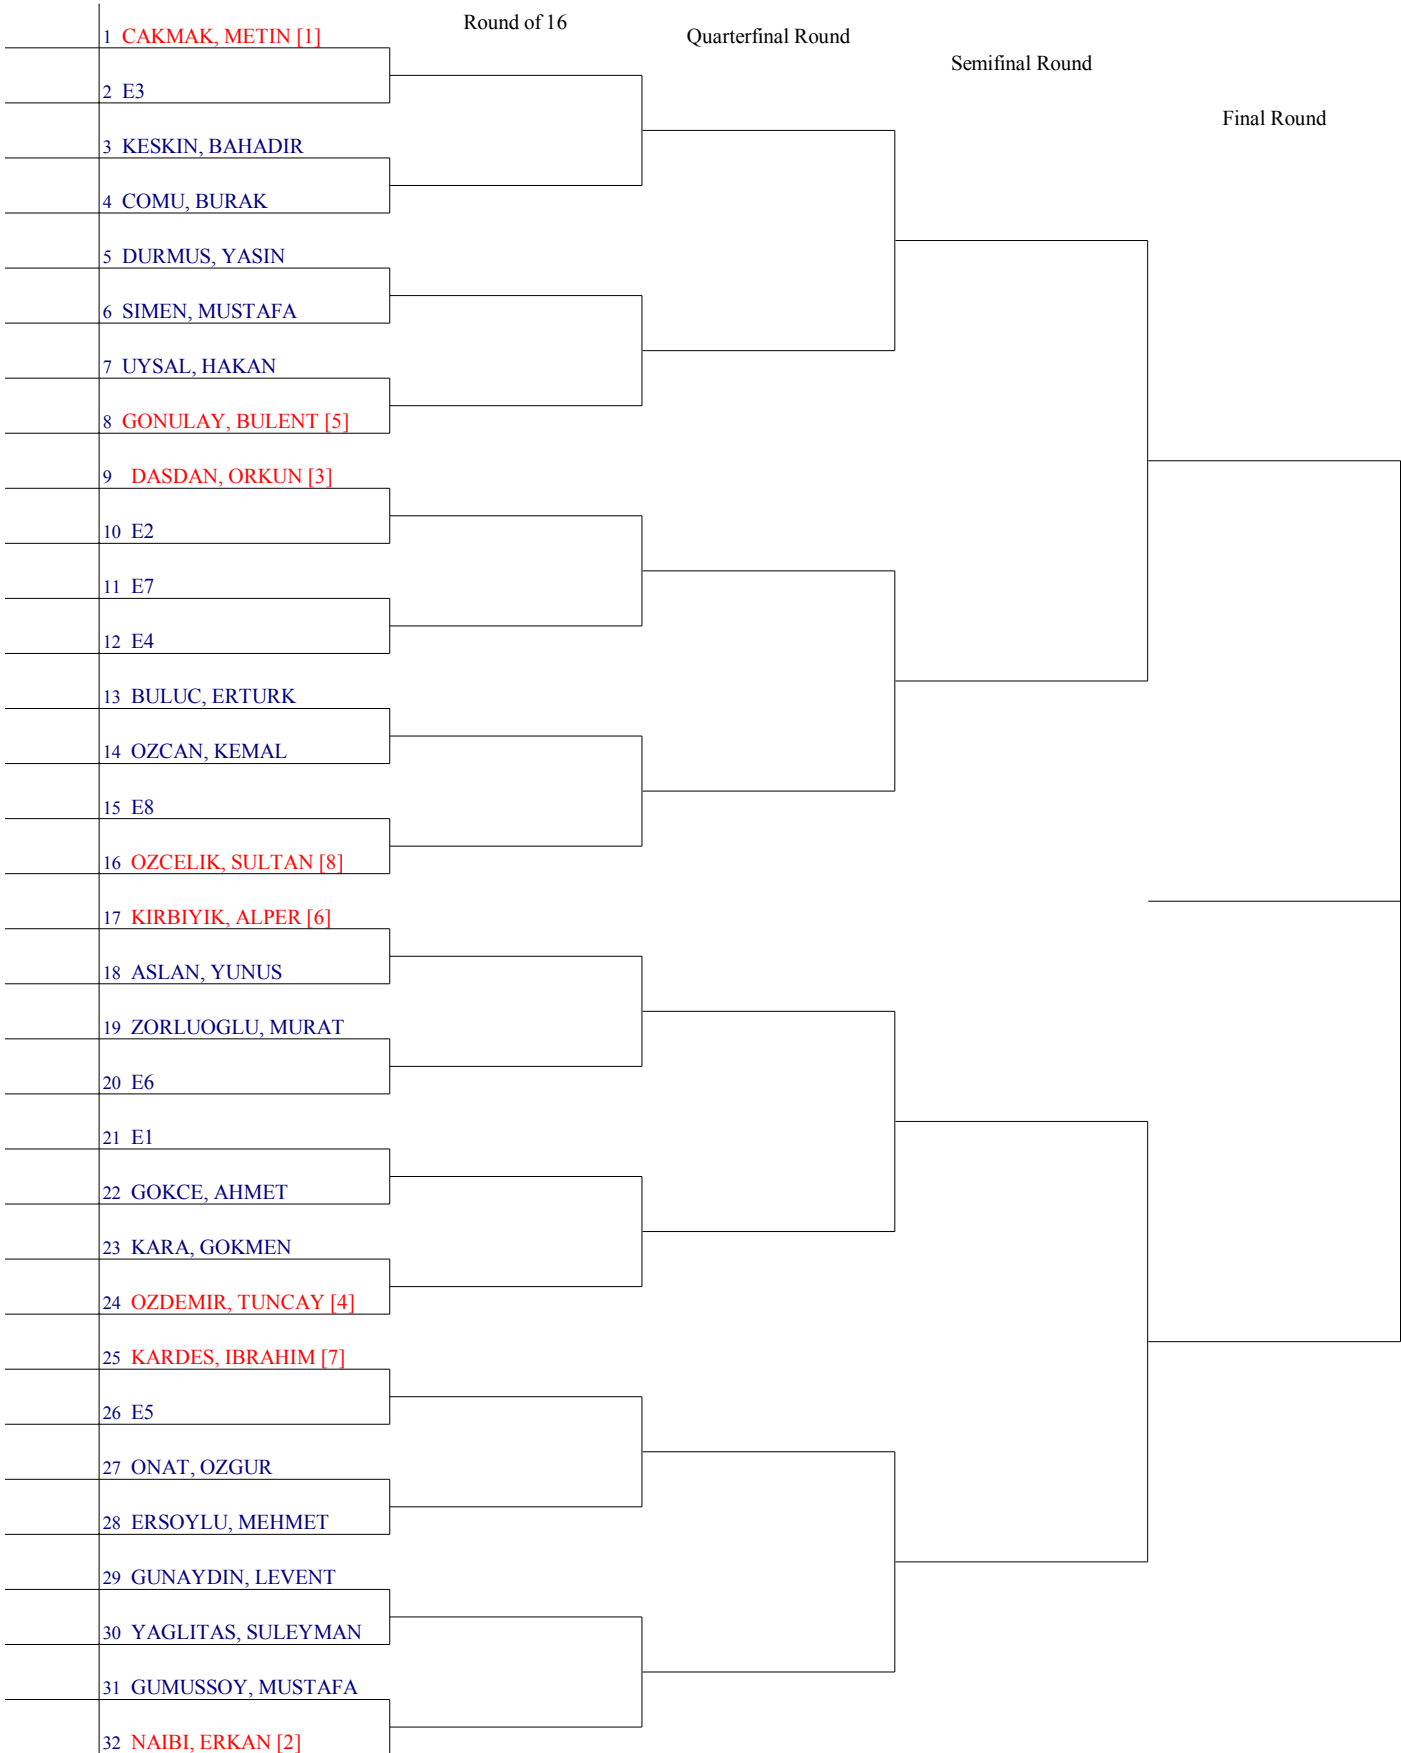 Round of 16
Quarterfinal Round
Semifinal Round
Final Round
1 CAKMAK, METIN [1]
2 E3
3 KESKIN, BAHADIR
4 COMU, BURAK
5 DURMUS, YASIN
6 SIMEN, MUSTAFA
7 UYSAL, HAKAN
8 GONULAY, BULENT [5]
9 DASDAN, ORKUN [3]
10 E2
11 E7
12 E4
13 BULUC, ERTURK
14 OZCAN, KEMAL
15 E8
16 OZCELIK, SULTAN [8]
17 KIRBIYIK, ALPER [6]
18 ASLAN, YUNUS
19 ZORLUOGLU, MURAT
20 E6
21 E1
22 GOKCE, AHMET
23 KARA, GOKMEN
24 OZDEMIR, TUNCAY [4]
25 KARDES, IBRAHIM [7]
26 E5
27 ONAT, OZGUR
28 ERSOYLU, MEHMET
29 GUNAYDIN, LEVENT
30 YAGLITAS, SULEYMAN
31 GUMUSSOY, MUSTAFA
32 NAIBI, ERKAN [2]